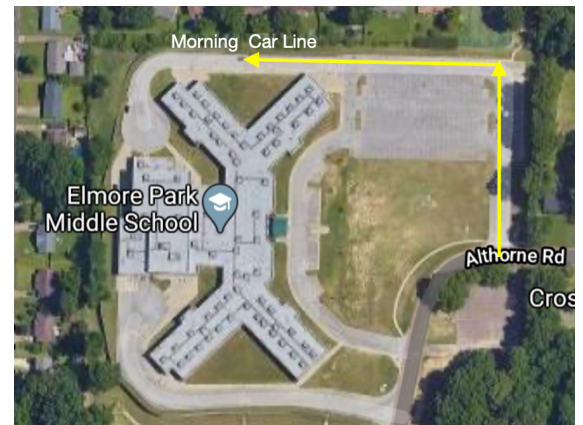 Morning Car Line
Elmore Park
Middle School
Althorne Rd
Cros